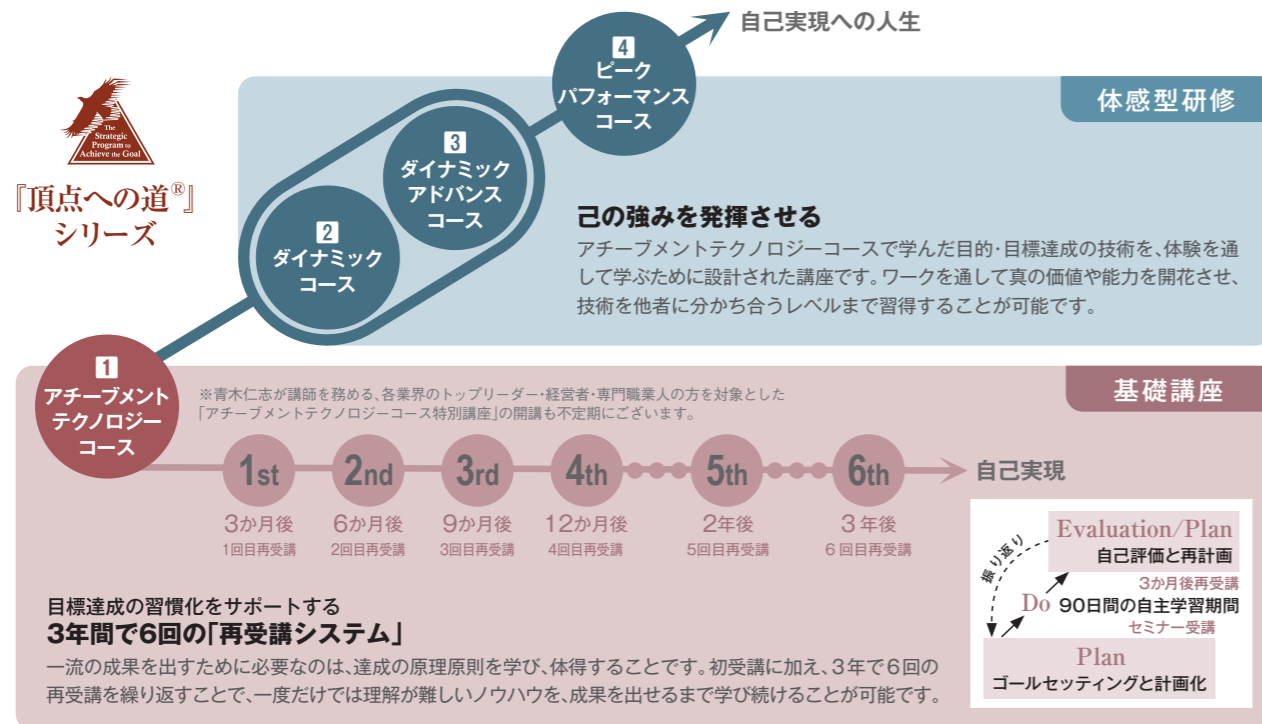 自己実現への人生
4
ピーク
パフォーマンス
コース
体感型研修
The
Strategic
Program to
Achieve the Goal
『頂点への道®』
シリーズ
3
ダイナミック
アドバンス
コース
2
ダイナミック
コース
己の強みを発揮させる
アチーブメントテクノロジーコースで学んだ目的・目標達成の技術を、体験を通
して学ぶために設計された講座です。ワークを通して真の価値や能力を開花させ、
技術を他者に分かち合うレベルまで習得することが可能です。
1
アチーブメント
テクノロジー
コース
基礎講座
※青木仁志が講師を務める、各業界のトップリーダー・経営者・専門職業人の方を対象とした
「アチーブメントテクノロジーコース特別講座」の開講も不定期にございます。
1st 2nd 3rd 4th 5th 6th
自己実現
3か月後 6か月後 9か月後 12か月後 2年後 3年後
1回目再受講 2回目再受講 3回目再受講 4回目再受講 5回目再受講 6回目再受講
目標達成の習慣化をサポートする
3年間で6回の「再受講システム」
一流の成果を出すために必要なのは、達成の原理原則を学び、体得することです。初受講に加え、3年で6回の
再受講を繰り返すことで、一度だけでは理解が難しいノウハウを、成果を出せるまで学び続けることが可能です。
Evaluation/Plan
自己評価と再計画
振り返り
3か月後再受講
Do 90日間の自主学習期間
セミナー受講
Plan
ゴールセッティングと計画化